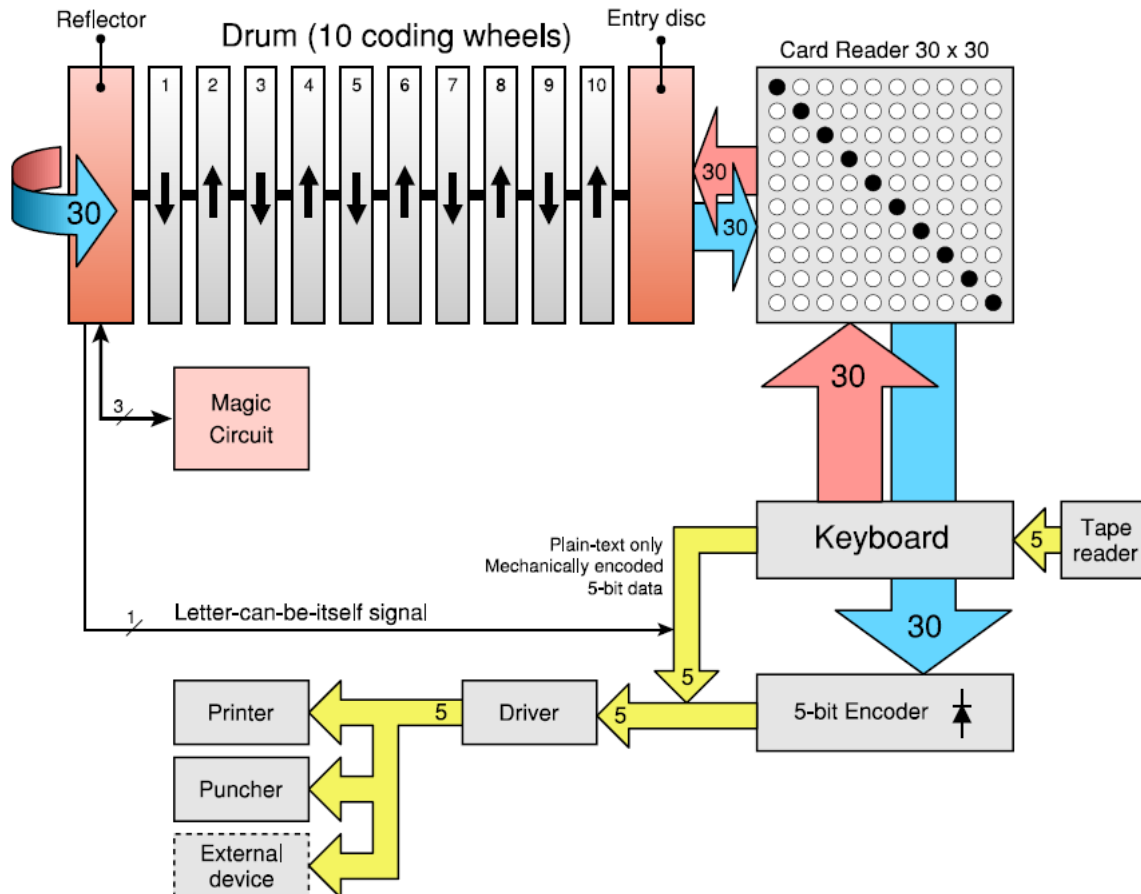 Reflector
Drum (10 coding wheels)
Entry disc
Card Reader 30 x 30
1 2 3 4 5 6 7 8 9 10
30
30
30
3
Magic
Circuit
30
Keyboard
5
Tape
reader
Plain-text only
Mechanically encoded
5-bit data
1
Letter-can-be-itself signal
30
5
Printer
5
Driver
5
5-bit Encoder
Puncher
External
device